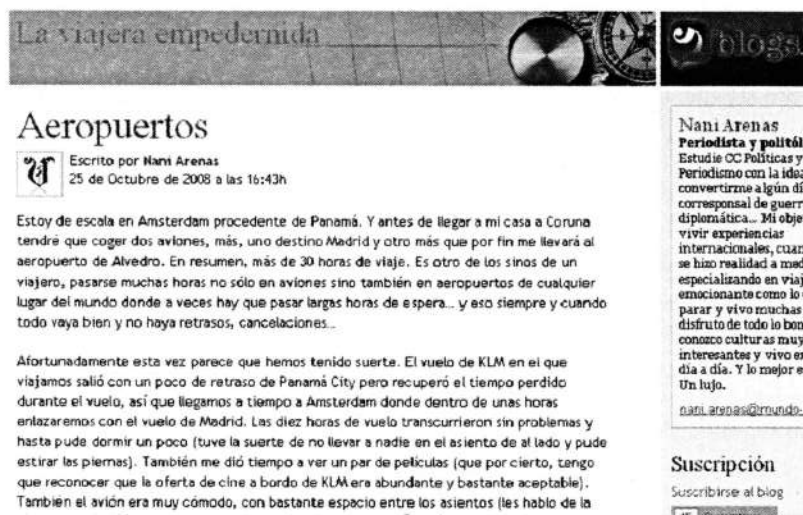 La viajera empedernida
blogs
Aeropuertos
Escrito por Nani Arenas
25 de Octubre de 2008 a las 16:43h
Estoy de escala en Amsterdam procedente de Panamá. Y antes de llegar a mi casa a Coruna
tendré que coger dos aviones, más, uno destino Madrid y otro más que por fin me llevará al
aeropuerto de Alvedro. En resumen, más de 30 horas de viaje. Es otro de los sinos de un
viajero, pasarse muchas horas no sólo en aviones sino también en aeropuertos de cualquier
lugar del mundo donde a veces hay que pasar largas horas de espera... y eso siempre y cuando
todo vaya bien y no haya retrasos, cancelaciones...
Afortunadamente esta vez parece que hemos tenido suerte. El vuelo de KLM en el que
viajamos salió con un poco de retraso de Panamá City pero recuperó el tiempo perdido
durante el vuelo, así que llegamos a tiempo a Amsterdam donde dentro de unas horas
enlazaremos con el vuelo de Madrid. Las diez horas de vuelo transcurrieron sin problemas y
hasta pude dormir un poco (tuve la suerte de no llevar a nadie en el asiento de al lado y pude
estirar las piernas). También me dió tiempo a ver un par de películas (que por cierto, tengo
que reconocer que la oferta de cine a bordo de KLM era abundante y bastante aceptable).
También el avión era muy cómodo, con bastante espacio entre los asientos (les hablo de la
Nani Arenas
Periodista y politól
Estudie CC Políticas y
Periodismo con la idea
convertirme algún dí
corresponsal de guerr
diplomática... Mi obje
vivir experiencias
internacionales, cuan
se hizo realidad a med
especializando en viaj
emocionante como lo
parar y vivo muchas
disfruto de todo lo bon
conozco culturas muy
interesantes y vivo en
día a día. Y lo mejor e
Un lujo.
nani.arenas@mundo-
Suscripción
Suscribirse al blog